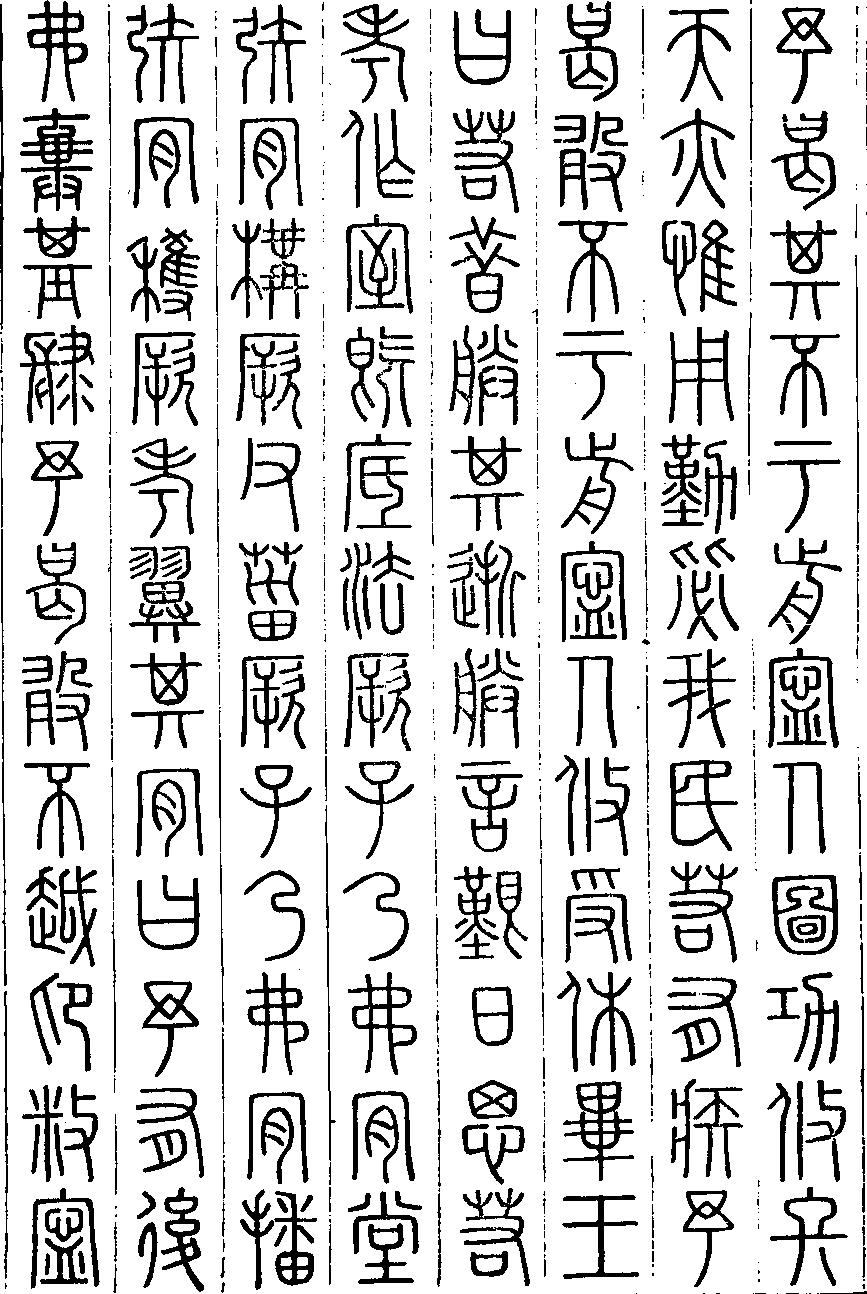 予曷其不于前寧人圖功攸終
天亦惟用勤毖我民若有疾予
曷敢不于前寧人攸受休畢王
曰若昔朕其逝朕言艱日思若
考作室既厎法厥子乃弗肯堂
矧肯構厥父菑厥子乃弗肯播
矧肯穫厥考翼其肯曰予有後
弗棄基肆予曷敢不越卬敉寧